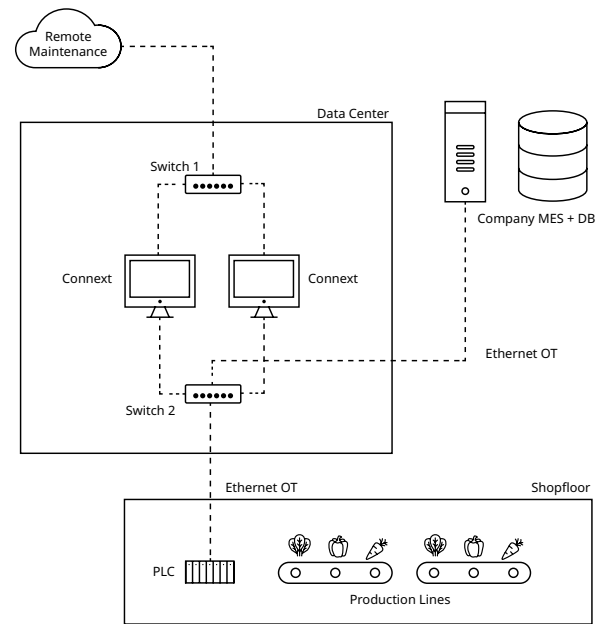 Remote
Maintenance
Data Center
Switch 1
Company MES + DB
Connext
Connext
Ethernet OT
Switch 2
Ethernet OT
Shopfloor
PLC
Production Lines